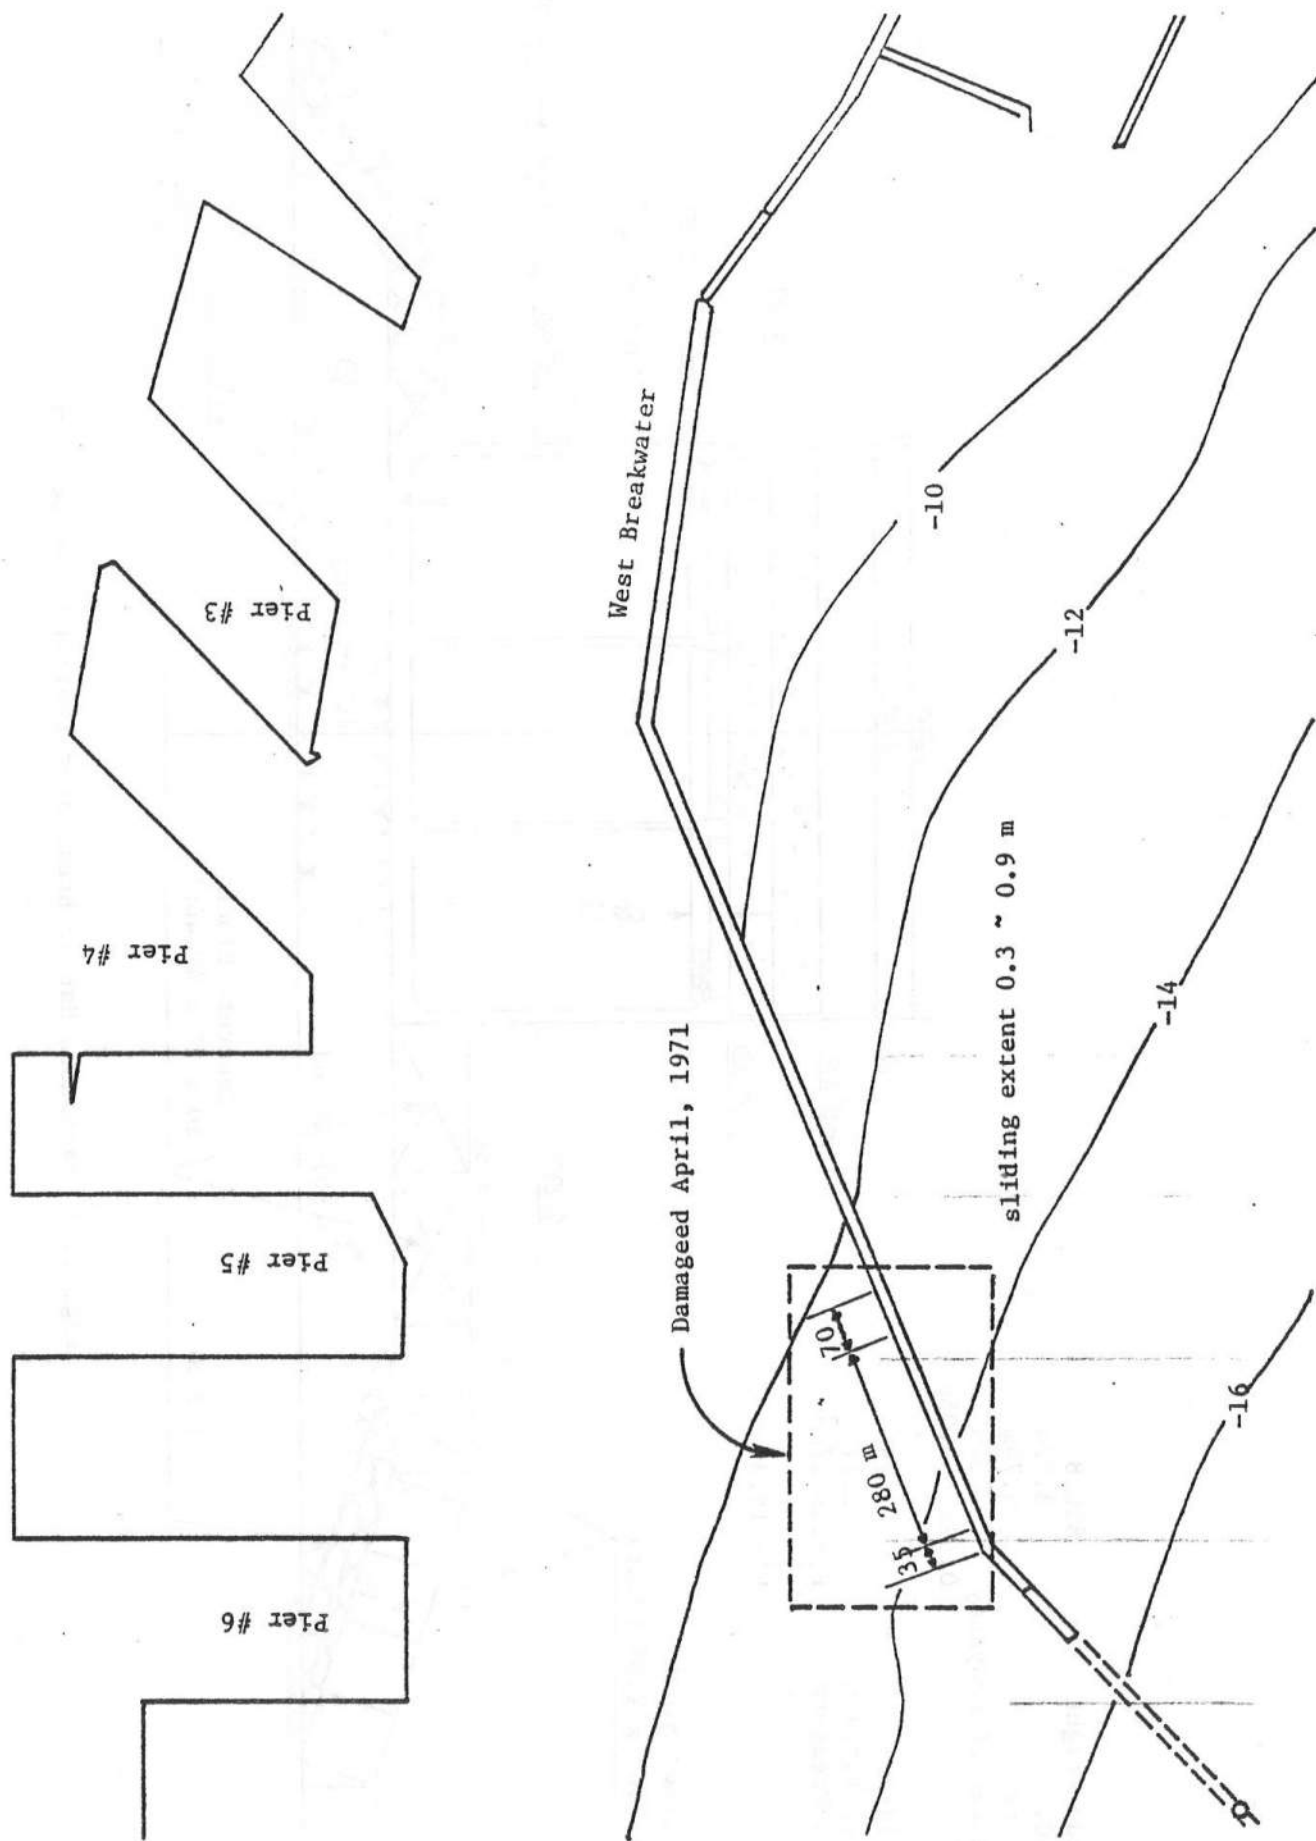 Pier #3
Pier #4
Pier #5
Pier #6
West Breakwater
Damageed April, 1971
sliding extent 0.3 ~ 0.9 m
70
280 m
35
-10
-12
-14
-16